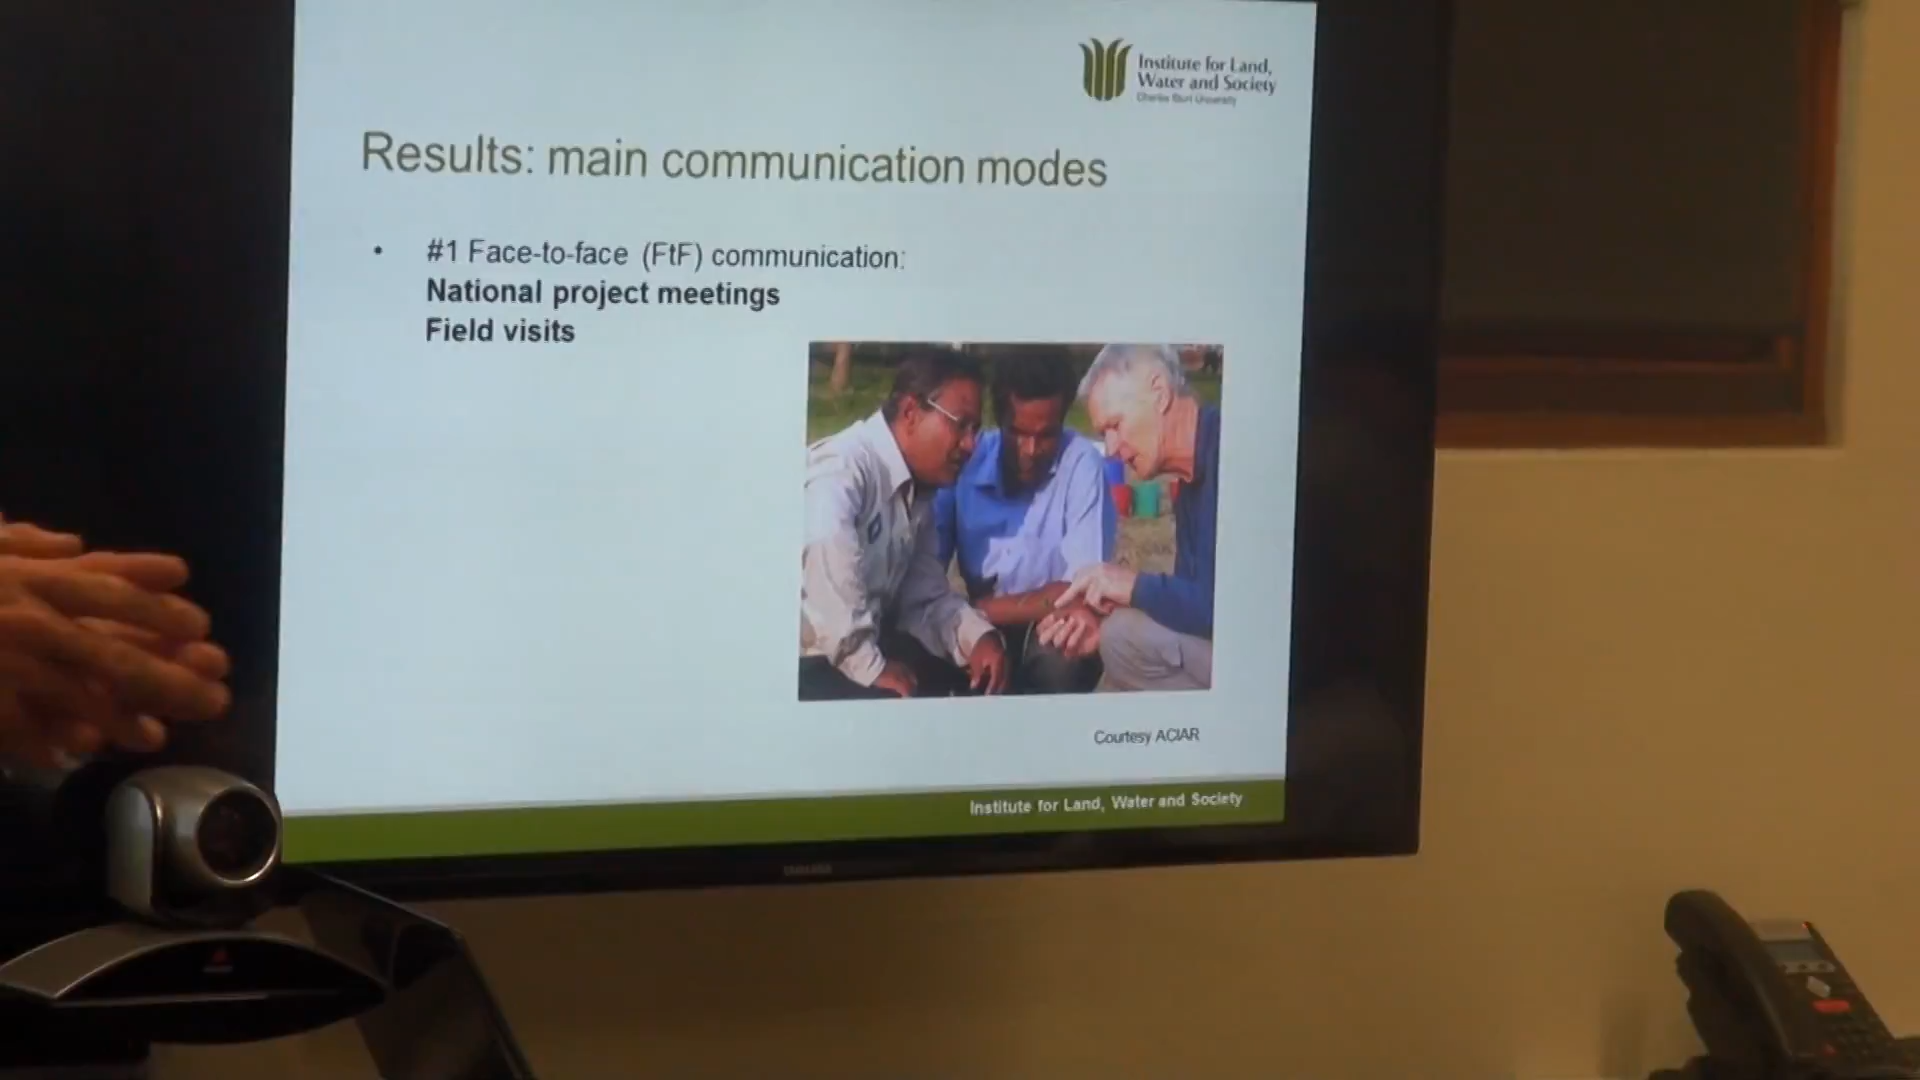 Institute for Land,
Water and Society
Charles Sturt University
Results: main communication modes
• #1 Face-to-face (FtF) communication:
National project meetings
Field visits
Courtesy ACIAR
Institute for Land, Water and Society